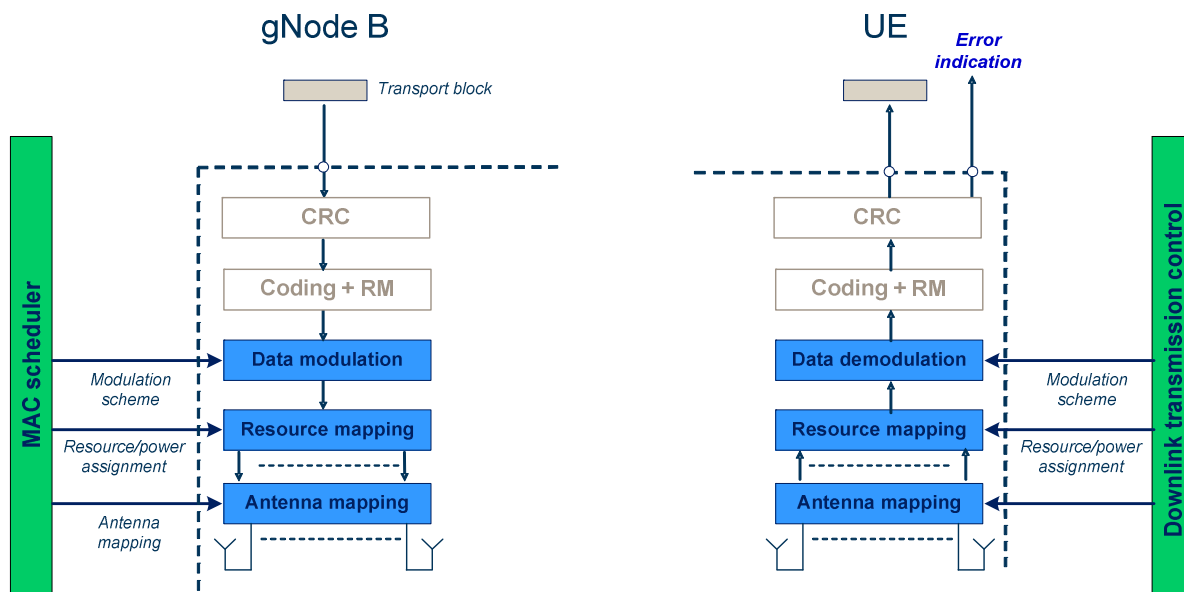 gNode B
Transport block
MAC scheduler
CRC
Coding + RM
Data modulation
Modulation
scheme
Resource mapping
Resource/power
assignment
Antenna mapping
Antenna
mapping
UE
Error
indication
CRC
Coding + RM
Data demodulation
Modulation
scheme
Resource mapping
Resource/power
assignment
Antenna mapping
Downlink transmission control